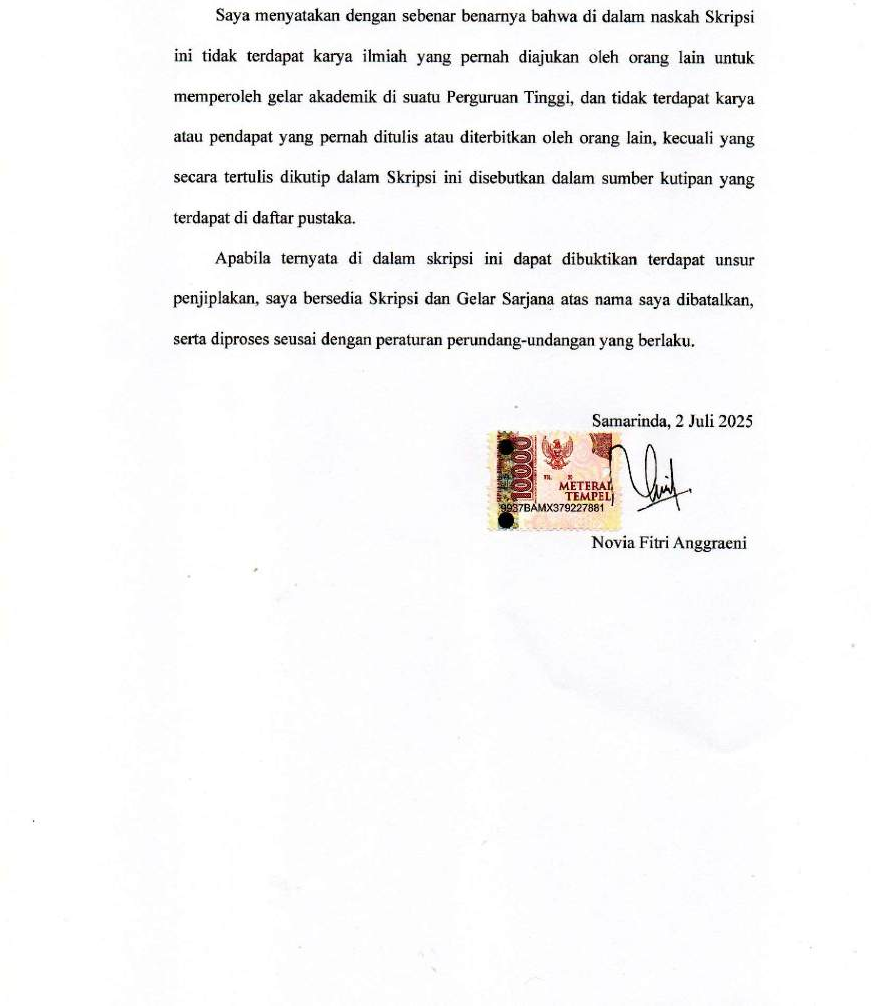 Saya menyatakan dengan sebenar benarnya bahwa di dalam naskah Skripsi
ini tidak terdapat karya ilmiah yang pernah diajukan oleh orang lain untuk
memperoleh gelar akademik di suatu Perguruan Tinggi, dan tidak terdapat karya
atau pendapat yang pernah ditulis atau diterbitkan oleh orang lain, kecuali yang
secara tertulis dikutip dalam Skripsi ini disebutkan dalam sumber kutipan yang
terdapat di daftar pustaka.
Apabila ternyata di dalam skripsi ini dapat dibuktikan terdapat unsur
penjiplakan, saya bersedia Skripsi dan Gelar Sarjana atas nama saya dibatalkan,
serta diproses seusai dengan peraturan perundang-undangan yang berlaku.
Samarinda, 2 Juli 2025
10000
METERAI
TEMPEL
9937BAMX379227881
Novia Fitri Anggraeni